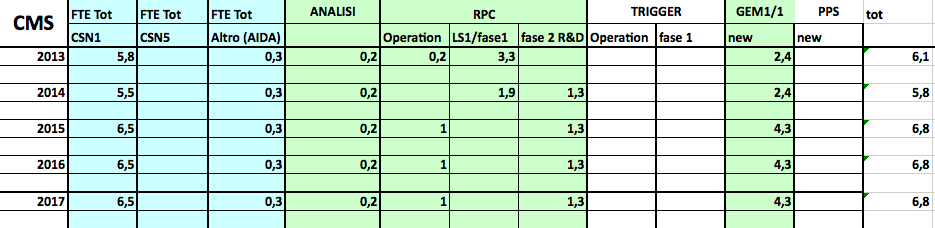 CMS FTE Tot FTE Tot FTE Tot ANALISI RPC TRIGGER GEM1/1 PPS tot
CSN1 CSN5 Altro (AIDA) Operation LS1/fase1 fase 2 R&D Operation fase 1 new new
2013 5,8 0,3 0,2 0,2 3,3 2,4 6,1
2014 5,5 0,3 0,2 1,9 1,3 2,4 5,8
2015 6,5 0,3 0,2 1 1,3 4,3 6,8
2016 6,5 0,3 0,2 1 1,3 4,3 6,8
2017 6,5 0,3 0,2 1 1,3 4,3 6,8